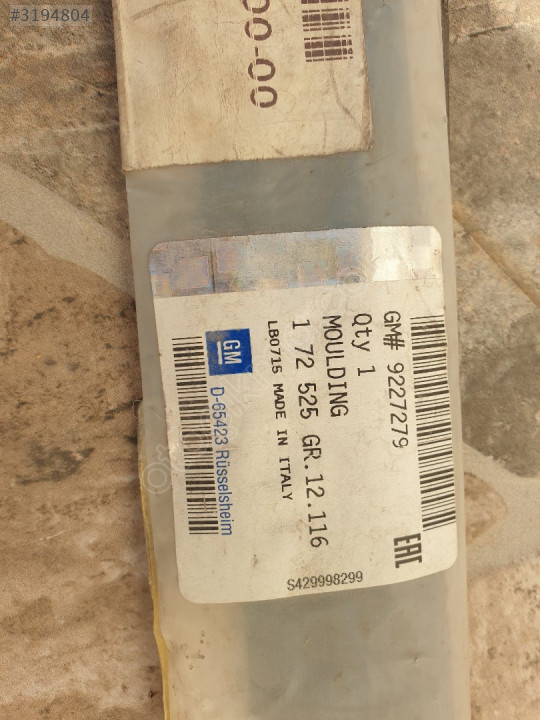 #3194804
00-00
GM# 9227279
Qty 1
MOULDING
1 72 525 GR.12.116
LB0715 MADE IN ITALY
GM
D-65423 Rüsselsheim
EAC
S429998299